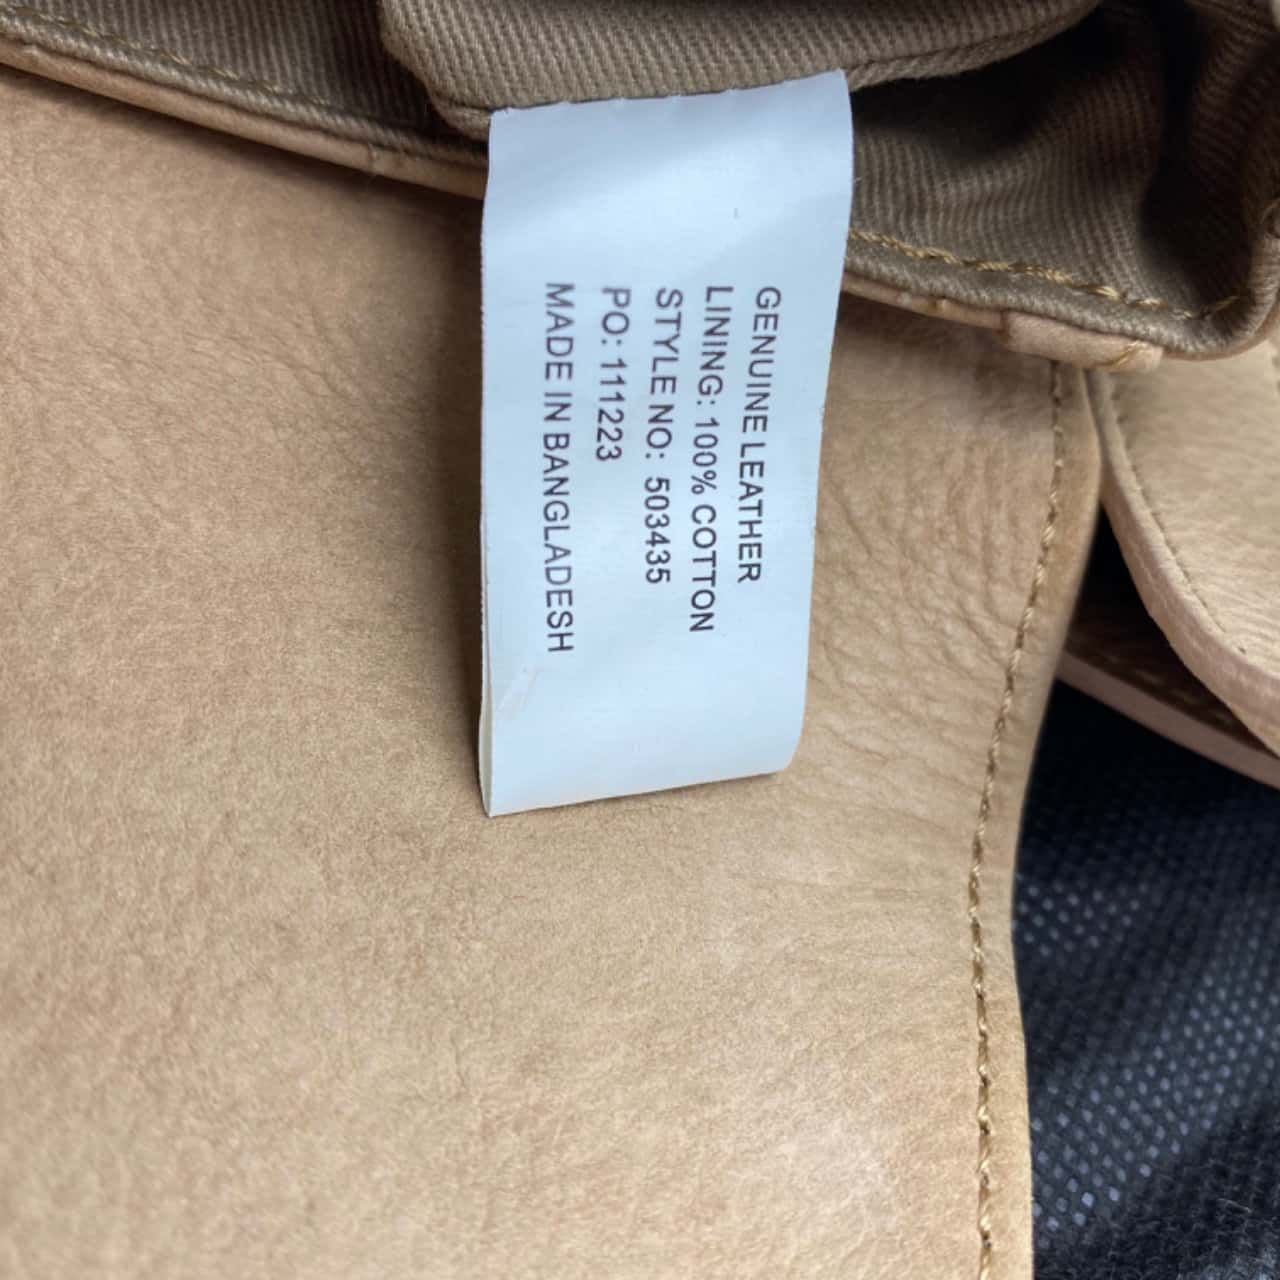 GENUINE LEATHER
LINING: 100% COTTON
STYLE NO: 503435
PO: 111223
MADE IN BANGLADESH